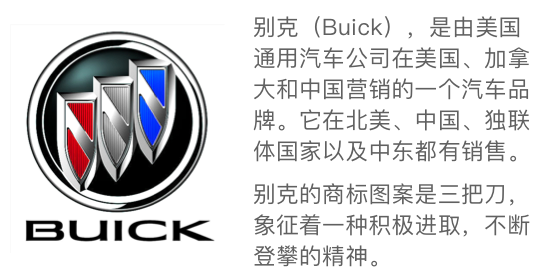 BUICK
别克（Buick），是由美国
通用汽车公司在美国、加拿
大和中国营销的一个汽车品
牌。它在北美、中国、独联
体国家以及中东都有销售。
别克的商标图案是三把刀，
象征着一种积极进取，不断
登攀的精神。